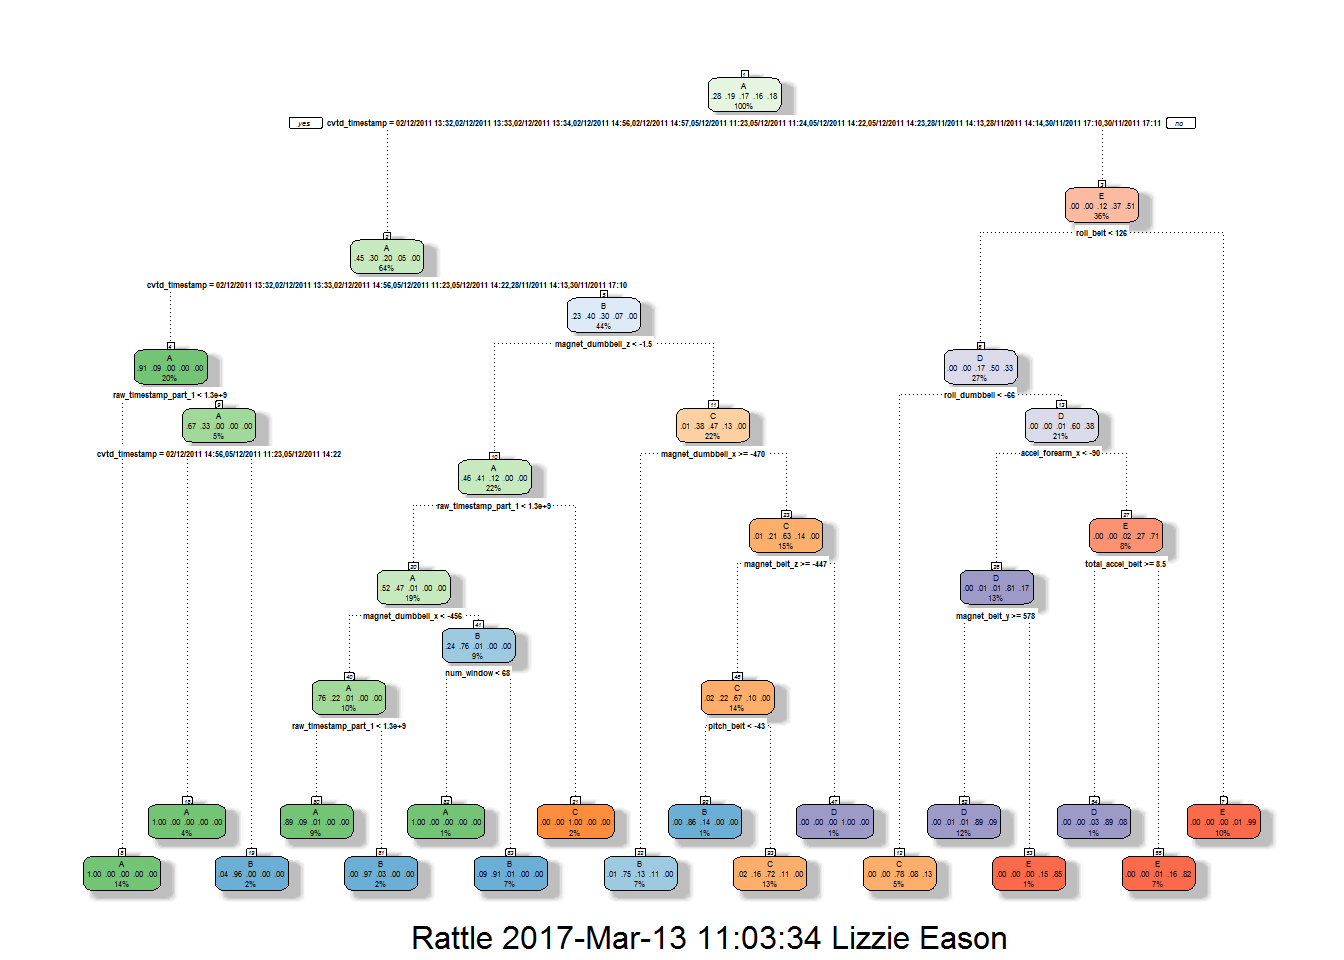 1
A
.28 .19 .17 .16 .18
100%
yes cvtd_timestamp = 02/12/2011 13:32,02/12/2011 13:33,02/12/2011 13:34,02/12/2011 14:56,02/12/2011 14:57,05/12/2011 11:23,05/12/2011 11:24,05/12/2011 14:22,05/12/2011 14:23,28/11/2011 14:13,28/11/2011 14:14,30/11/2011 17:10,30/11/2011 17:11 no
3
E
.00 .00 .12 .37 .51
36%
roll_belt < 126
2
A
.45 .30 .20 .05 .00
64%
cvtd_timestamp = 02/12/2011 13:32,02/12/2011 13:33,02/12/2011 14:56,05/12/2011 11:23,05/12/2011 14:22,28/11/2011 14:13,30/11/2011 17:10
5
B
.23 .40 .30 .07 .00
44%
magnet_dumbbell_z < -1.5
4
A
.91 .09 .00 .00 .00
20%
raw_timestamp_part_1 < 1.3e+9
6
D
.00 .00 .17 .50 .33
27%
roll_dumbbell < -66
9
A
.67 .33 .00 .00 .00
5%
cvtd_timestamp = 02/12/2011 14:56,05/12/2011 11:23,05/12/2011 14:22
11
C
.01 .38 .47 .13 .00
22%
magnet_dumbbell_x >= -470
13
D
.00 .00 .01 .60 .38
21%
accel_forearm_x < -90
10
A
.46 .41 .12 .00 .00
22%
raw_timestamp_part_1 < 1.3e+9
23
C
.01 .21 .63 .14 .00
15%
magnet_belt_z >= -447
27
E
.00 .00 .02 .27 .71
8%
total_accel_belt >= 8.5
20
A
.52 .47 .01 .00 .00
19%
magnet_dumbbell_x < -456
26
D
.00 .01 .01 .81 .17
13%
magnet_belt_y >= 578
41
B
.24 .76 .01 .00 .00
9%
num_window < 68
40
A
.76 .22 .01 .00 .00
10%
raw_timestamp_part_1 < 1.3e+9
46
C
.02 .22 .67 .10 .00
14%
pitch_belt < -43
18
A
1.00 .00 .00 .00 .00
4%
80
A
.89 .09 .01 .00 .00
9%
82
A
1.00 .00 .00 .00 .00
1%
21
C
.00 .00 1.00 .00 .00
2%
92
B
.00 .86 .14 .00 .00
1%
47
D
.00 .00 .00 1.00 .00
1%
52
D
.00 .01 .01 .89 .09
12%
54
D
.00 .00 .03 .89 .08
1%
7
E
.00 .00 .00 .01 .99
10%
8
A
1.00 .00 .00 .00 .00
14%
19
B
.04 .96 .00 .00 .00
2%
81
B
.00 .97 .03 .00 .00
2%
83
B
.09 .91 .01 .00 .00
7%
22
B
.01 .75 .13 .11 .00
7%
93
C
.02 .16 .72 .11 .00
13%
12
C
.00 .00 .78 .08 .13
5%
53
E
.00 .00 .00 .15 .85
1%
55
E
.00 .00 .01 .16 .82
7%
Rattle 2017-Mar-13 11:03:34 Lizzie Eason